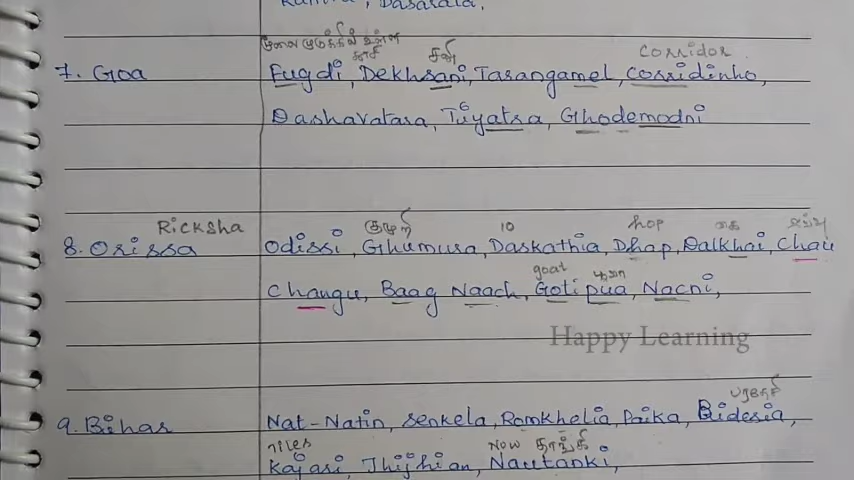 Kummi, Dasarata.
7. Goa
corridor
Fugdi, Dekhsani, Tarangamel, corridinho,
Dashavatara, Tiyatra, Ghodemodni
Ricksha 10 hop கை
8. Orissa Odissi, Ghumura, Daskathia, Dhap, Dalkhai, Chau
goat பூவா
Changu, Baag Naach, Gotipua, Nacni,
Happy Learning
9. Bihar Nat-Natin, Senkela, Ramkhelia, Paika, Bidesia,
Now தாங்கி
Kajari, Jhijhian, Nautanki,